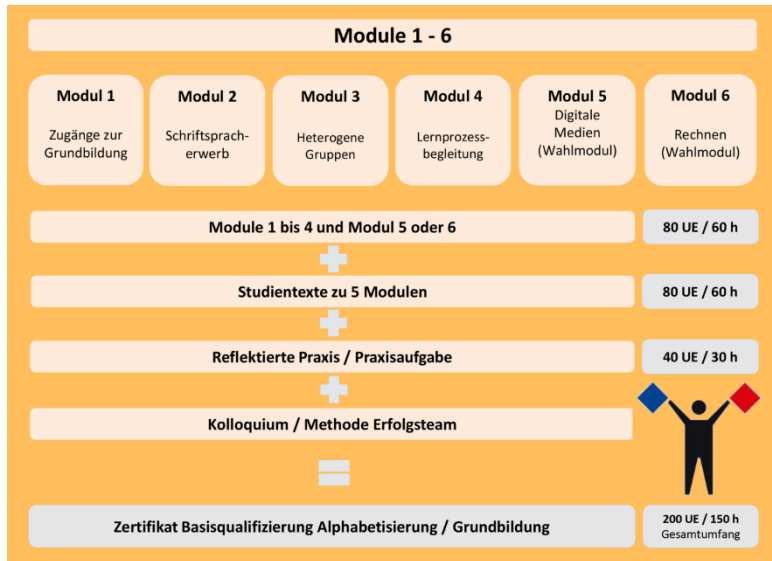 Module 1 - 6
Modul 1
Zugänge zur
Grundbildung
Modul 2
Schriftsprach-
erwerb
Modul 3
Heterogene
Gruppen
Modul 4
Lernprozess-
begleitung
Modul 5
Digitale
Medien
(Wahlmodul)
Modul 6
Rechnen
(Wahlmodul)
Module 1 bis 4 und Modul 5 oder 6
80 UE / 60 h
+
Studientexte zu 5 Modulen
80 UE / 60 h
+
Reflektierte Praxis / Praxisaufgabe
40 UE / 30 h
+
Kolloquium / Methode Erfolgsteam
=
Zertifikat Basisqualifizierung Alphabetisierung / Grundbildung
200 UE / 150 h
Gesamtumfang